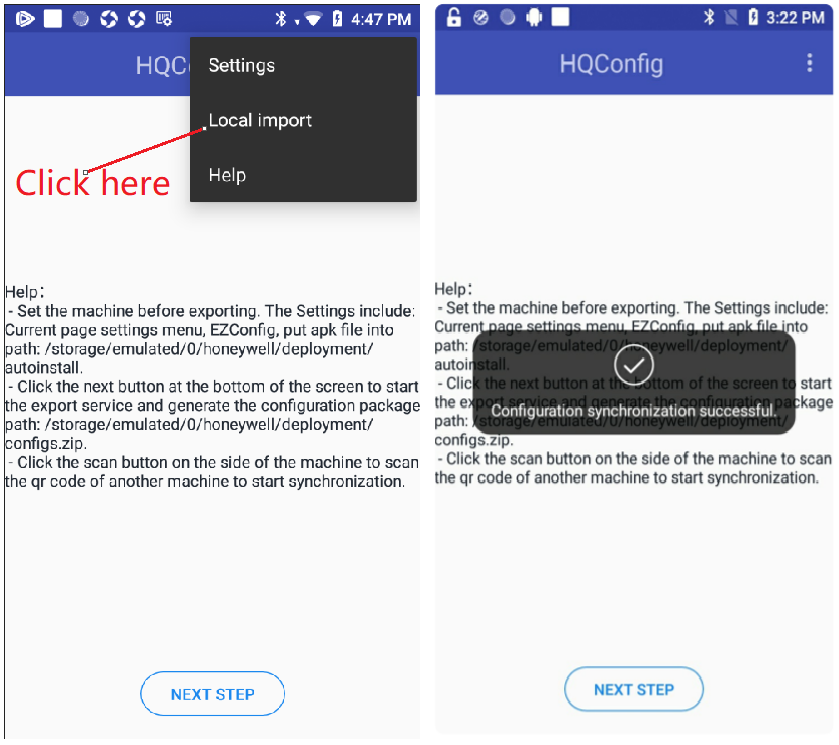 4:47 PM
HQC
Settings
Local import
Help
Click here
Help:
- Set the machine before exporting. The Settings include:
Current page settings menu, EZConfig, put apk file into
path: /storage/emulated/0/honeywell/deployment/
autoinstall.
- Click the next button at the bottom of the screen to start
the export service and generate the configuration package
path: /storage/emulated/0/honeywell/deployment/
configs.zip.
- Click the scan button on the side of the machine to scan
the qr code of another machine to start synchronization.
NEXT STEP
3:22 PM
HQConfig
Help:
- Set the machine before exporting. The Settings include:
Current page settings menu, EZConfig, put apk file into
path: /storage/emulated/0/honeywell/deployment/
autoinstall.
- Click the next button at the bottom of the screen to start
the export service and generate the configuration package
path: /storage/emulated/0/honeywell/deployment/
configs.zip.
- Click the scan button on the side of the machine to scan
the qr code of another machine to start synchronization.
Configuration synchronization successful.
NEXT STEP